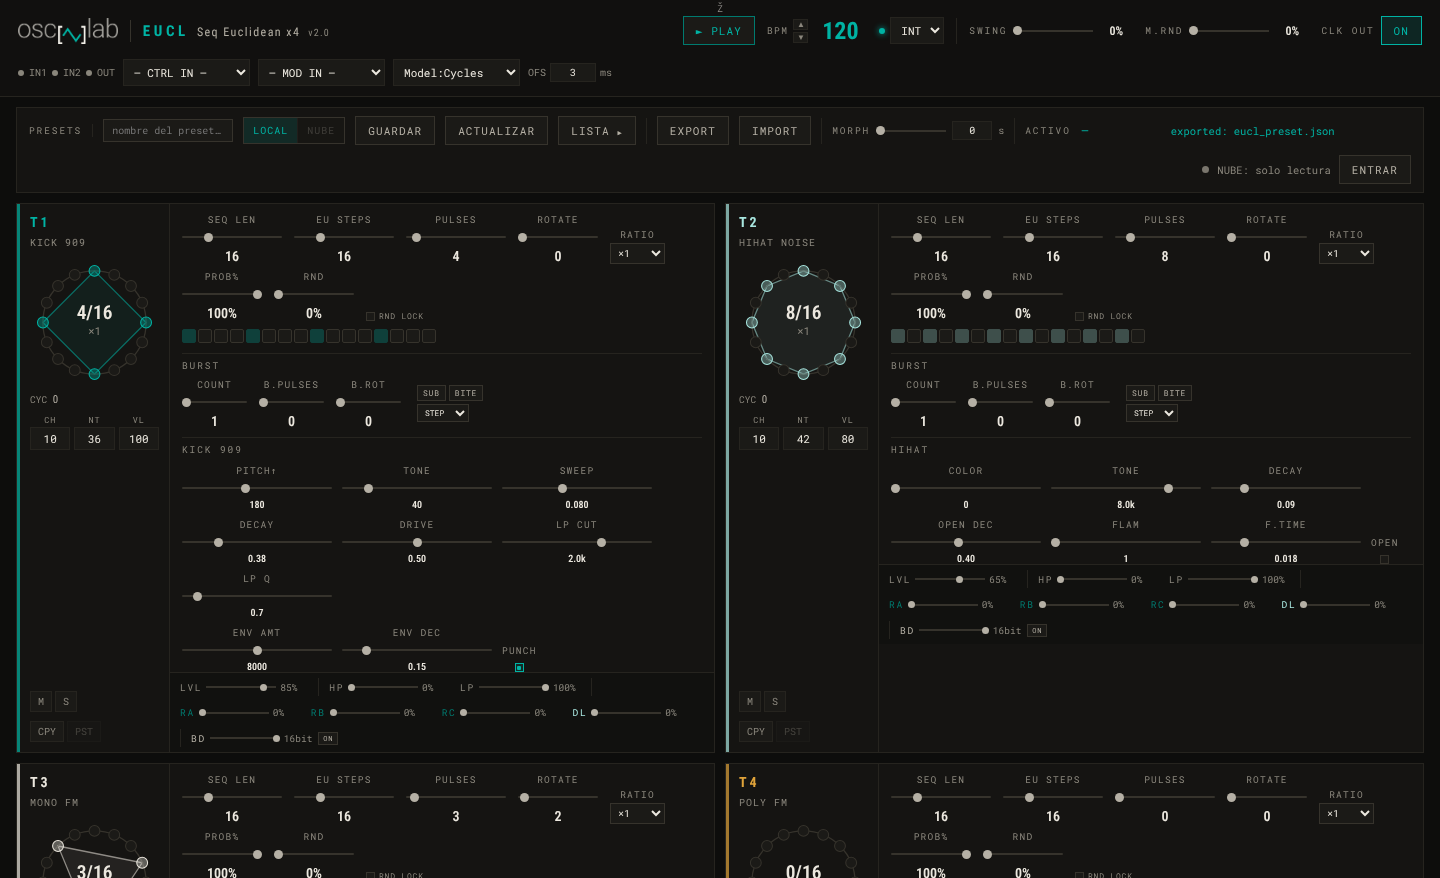 Ž
osc[~]lab EUCL Seq Euclidean x4 v2.0 ► PLAY BPM ▲ ▼ 120 INT SWING 0% M.RND 0% CLK OUT ON
IN1 IN2 OUT — CTRL IN — — MOD IN — Model:Cycles OFS 3 ms
PRESETS nombre del preset… LOCAL NUBE GUARDAR ACTUALIZAR LISTA ▸ EXPORT IMPORT MORPH 0 s ACTIVO — exported: eucl_preset.json
NUBE: solo lectura ENTRAR
T1
KICK 909
4/16
×1
CYC 0
CH NT VL
10 36 100
M S
CPY PST
SEQ LEN EU STEPS PULSES ROTATE RATIO
16 16 4 0 ×1
PROB% RND
100% 0% RND LOCK
BURST
COUNT B.PULSES B.ROT SUB BITE
1 0 0 STEP
KICK 909
PITCH↑ TONE SWEEP
180 40 0.080
DECAY DRIVE LP CUT
0.38 0.50 2.0k
LP Q
0.7
ENV AMT ENV DEC PUNCH
8000 0.15
LVL 85% HP 0% LP 100%
RA 0% RB 0% RC 0% DL 0%
BD 16bit ON
T2
HIHAT NOISE
8/16
×1
CYC 0
CH NT VL
10 42 80
M S
CPY PST
SEQ LEN EU STEPS PULSES ROTATE RATIO
16 16 8 0 ×1
PROB% RND
100% 0% RND LOCK
BURST
COUNT B.PULSES B.ROT SUB BITE
1 0 0 STEP
HIHAT
COLOR TONE DECAY
0 8.0k 0.09
OPEN DEC FLAM F.TIME OPEN
0.40 1 0.018
LVL 65% HP 0% LP 100%
RA 0% RB 0% RC 0% DL 0%
BD 16bit ON
T3
MONO FM
3/16
SEQ LEN EU STEPS PULSES ROTATE RATIO
16 16 3 2 ×1
PROB% RND
100% 0% RND LOCK
T4
POLY FM
0/16
SEQ LEN EU STEPS PULSES ROTATE RATIO
16 16 0 0 ×1
PROB% RND
100% 0% RND LOCK